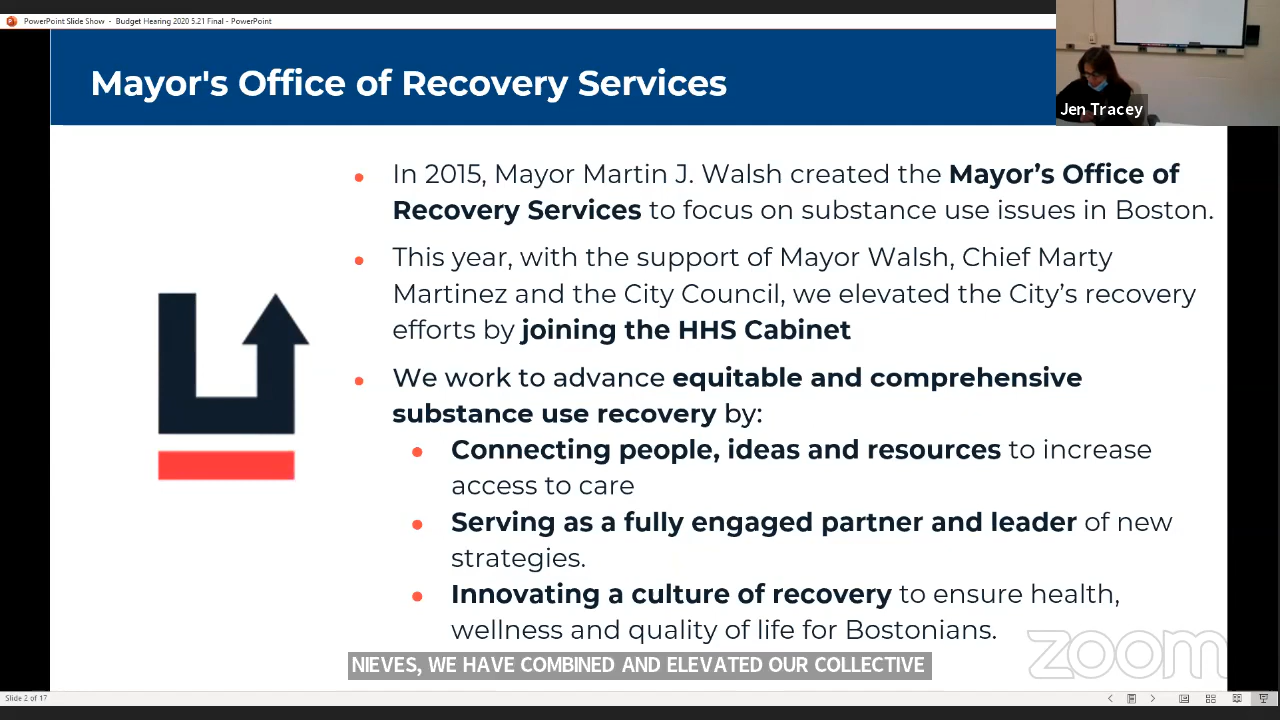 PowerPoint Slide Show - Budget Hearing 2020 5.21 Final - PowerPoint
Mayor's Office of Recovery Services
Jen Tracey
In 2015, Mayor Martin J. Walsh created the Mayor’s Office of
Recovery Services to focus on substance use issues in Boston.
This year, with the support of Mayor Walsh, Chief Marty
Martinez and the City Council, we elevated the City’s recovery
efforts by joining the HHS Cabinet
We work to advance equitable and comprehensive
substance use recovery by:
Connecting people, ideas and resources to increase
access to care
Serving as a fully engaged partner and leader of new
strategies.
Innovating a culture of recovery to ensure health,
wellness and quality of life for Bostonians.
zoom
NIEVES, WE HAVE COMBINED AND ELEVATED OUR COLLECTIVE
Slide 2 of 17